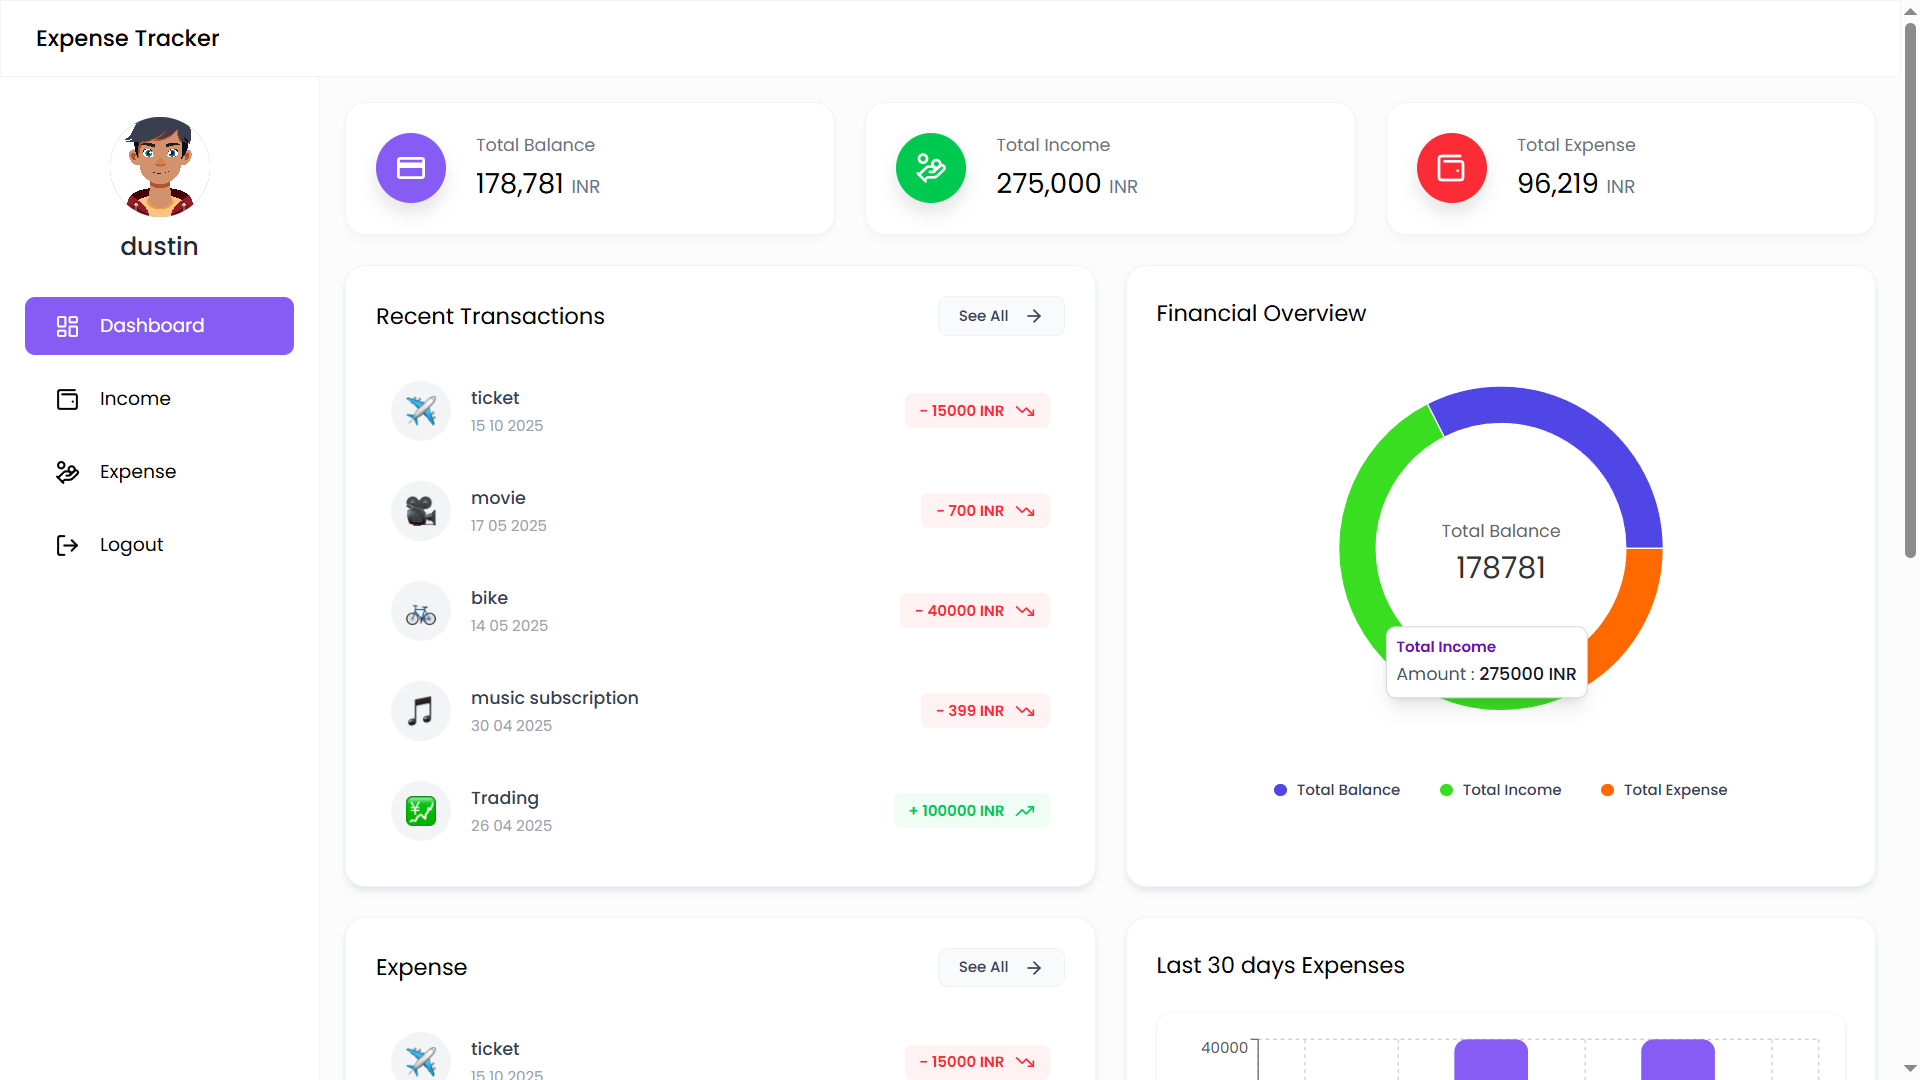 Expense Tracker
dustin
Dashboard
Income
Expense
Logout
Total Balance
178,781 INR
Total Income
275,000 INR
Total Expense
96,219 INR
Recent Transactions
See All
ticket
15 10 2025
- 15000 INR
movie
17 05 2025
- 700 INR
bike
14 05 2025
- 40000 INR
music subscription
30 04 2025
- 399 INR
Trading
26 04 2025
+ 100000 INR
Financial Overview
Total Balance
178781
Total Income
Amount : 275000 INR
Total Balance
Total Income
Total Expense
Expense
See All
ticket
15 10 2025
- 15000 INR
Last 30 days Expenses
40000